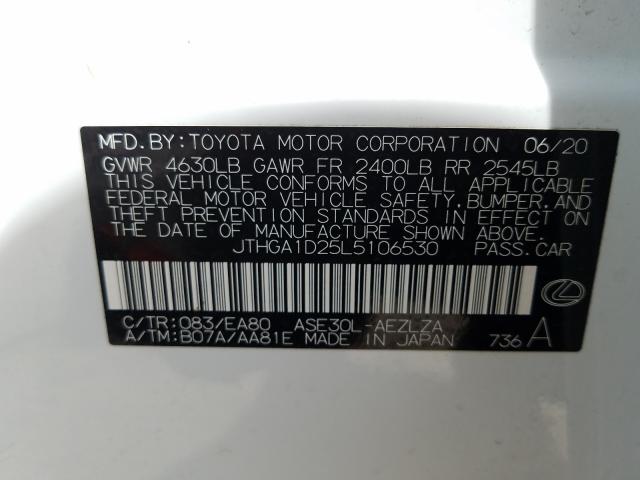 MFD.BY:TOYOTA MOTOR CORPORATION 06/20
GVWR 4630LB GAWR FR 2400LB RR 2545LB
THIS VEHICLE CONFORMS TO ALL APPLICABLE
FEDERAL MOTOR VEHICLE SAFETY,BUMPER,AND
THEFT PREVENTION STANDARDS IN EFFECT ON
THE DATE OF MANUFACTURE SHOWN ABOVE.
JTHGA1D25L5106530 PASS.CAR
C/TR:083/EA80 ASE30L-AEZLZA
A/TM:B07A/AA81E MADE IN JAPAN 736 A